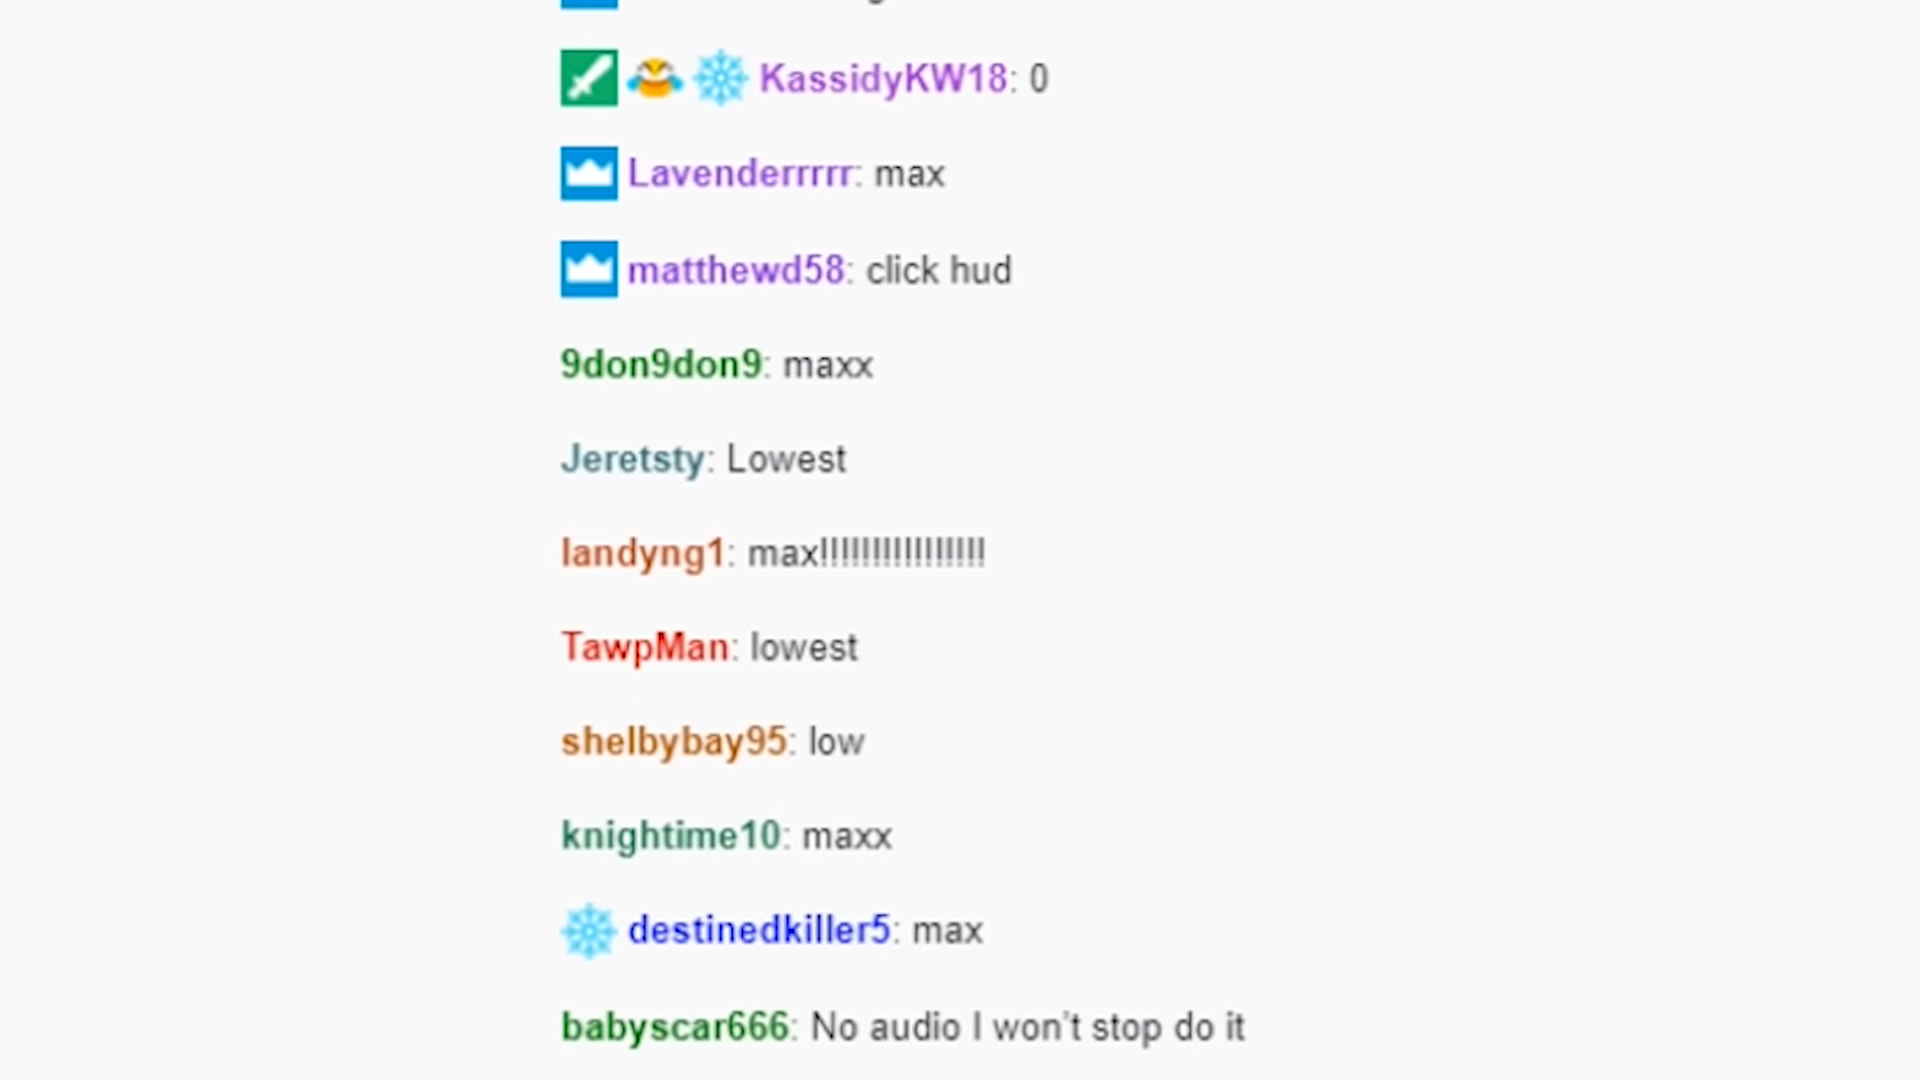 KassidyKW18: 0
Lavenderrrrr: max
matthewd58: click hud
9don9don9: maxx
Jeretsty: Lowest
landyng1: max!!!!!!!!!!!!!!!!
TawpMan: lowest
shelbybay95: low
knightime10: maxx
destinedkiller5: max
babyscar666: No audio I won't stop do it